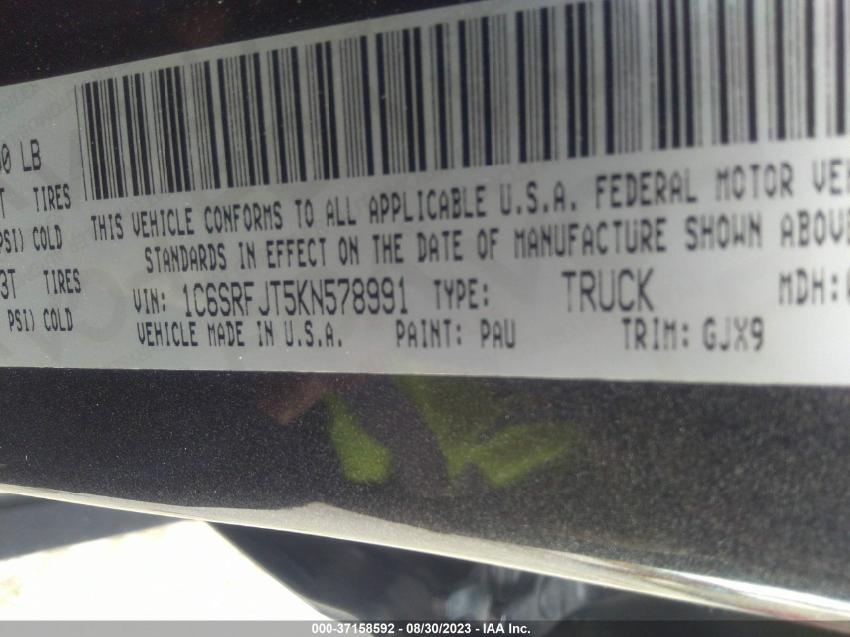 0 LB
T TIRES
PSI) COLD
3T TIRES
PSI) COLD
THIS VEHICLE CONFORMS TO ALL APPLICABLE U.S.A. FEDERAL MOTOR VEH
STANDARDS IN EFFECT ON THE DATE OF MANUFACTURE SHOWN ABOVE
VIN: 1C6SRFJT5KN578991 TYPE: TRUCK MDH:
VEHICLE MADE IN U.S.A. PAINT: PAU TRIM: GJX9
000-37158592 - 08/30/2023 - IAA Inc.